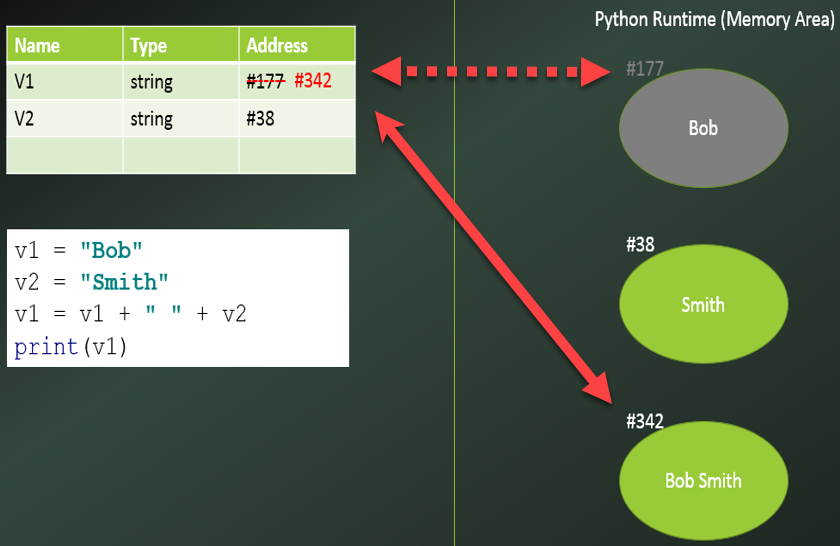 Python Runtime (Memory Area)
Name Type Address
V1 string #177 #342
V2 string #38
v1 = "Bob"
v2 = "Smith"
v1 = v1 + " " + v2
print(v1)
#177
Bob
#38
Smith
#342
Bob Smith